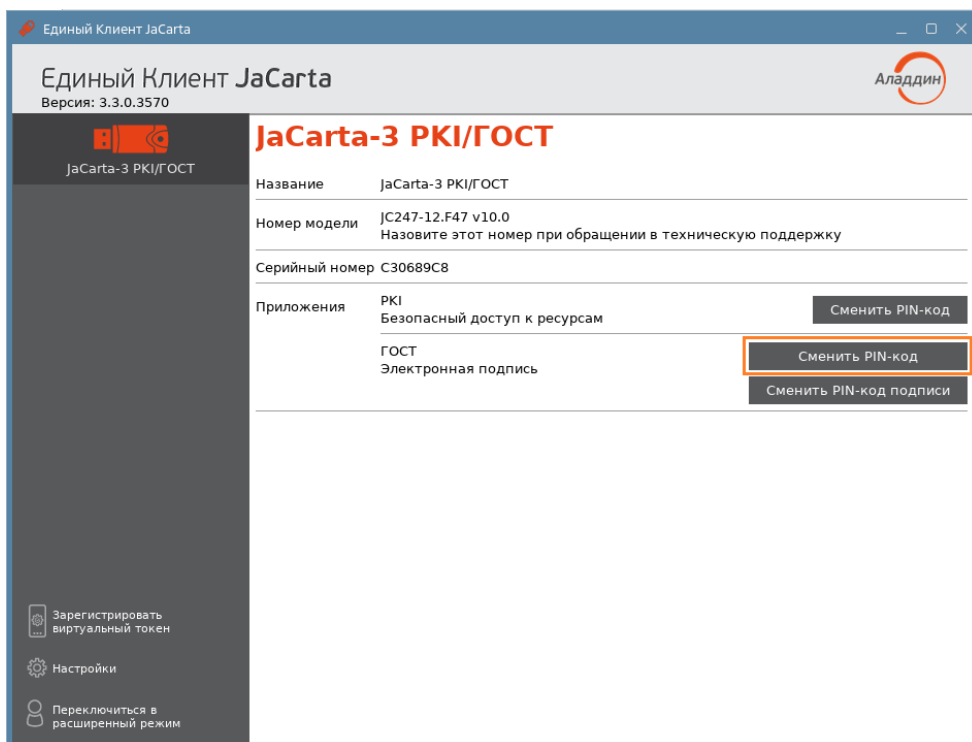 Единый Клиент JaCarta
Единый Клиент JaCarta
Версия: 3.3.0.3570
Аладдин
JaCarta-3 PKI/ГОСТ
JaCarta-3 PKI/ГОСТ
Название JaCarta-3 PKI/ГОСТ
Номер модели JC247-12.F47 v10.0
Назовите этот номер при обращении в техническую поддержку
Серийный номер C30689C8
Приложения PKI
Безопасный доступ к ресурсам
Сменить PIN-код
ГОСТ
Электронная подпись
Сменить PIN-код
Сменить PIN-код подписи
Зарегистрировать
виртуальный токен
Настройки
Переключиться в
расширенный режим